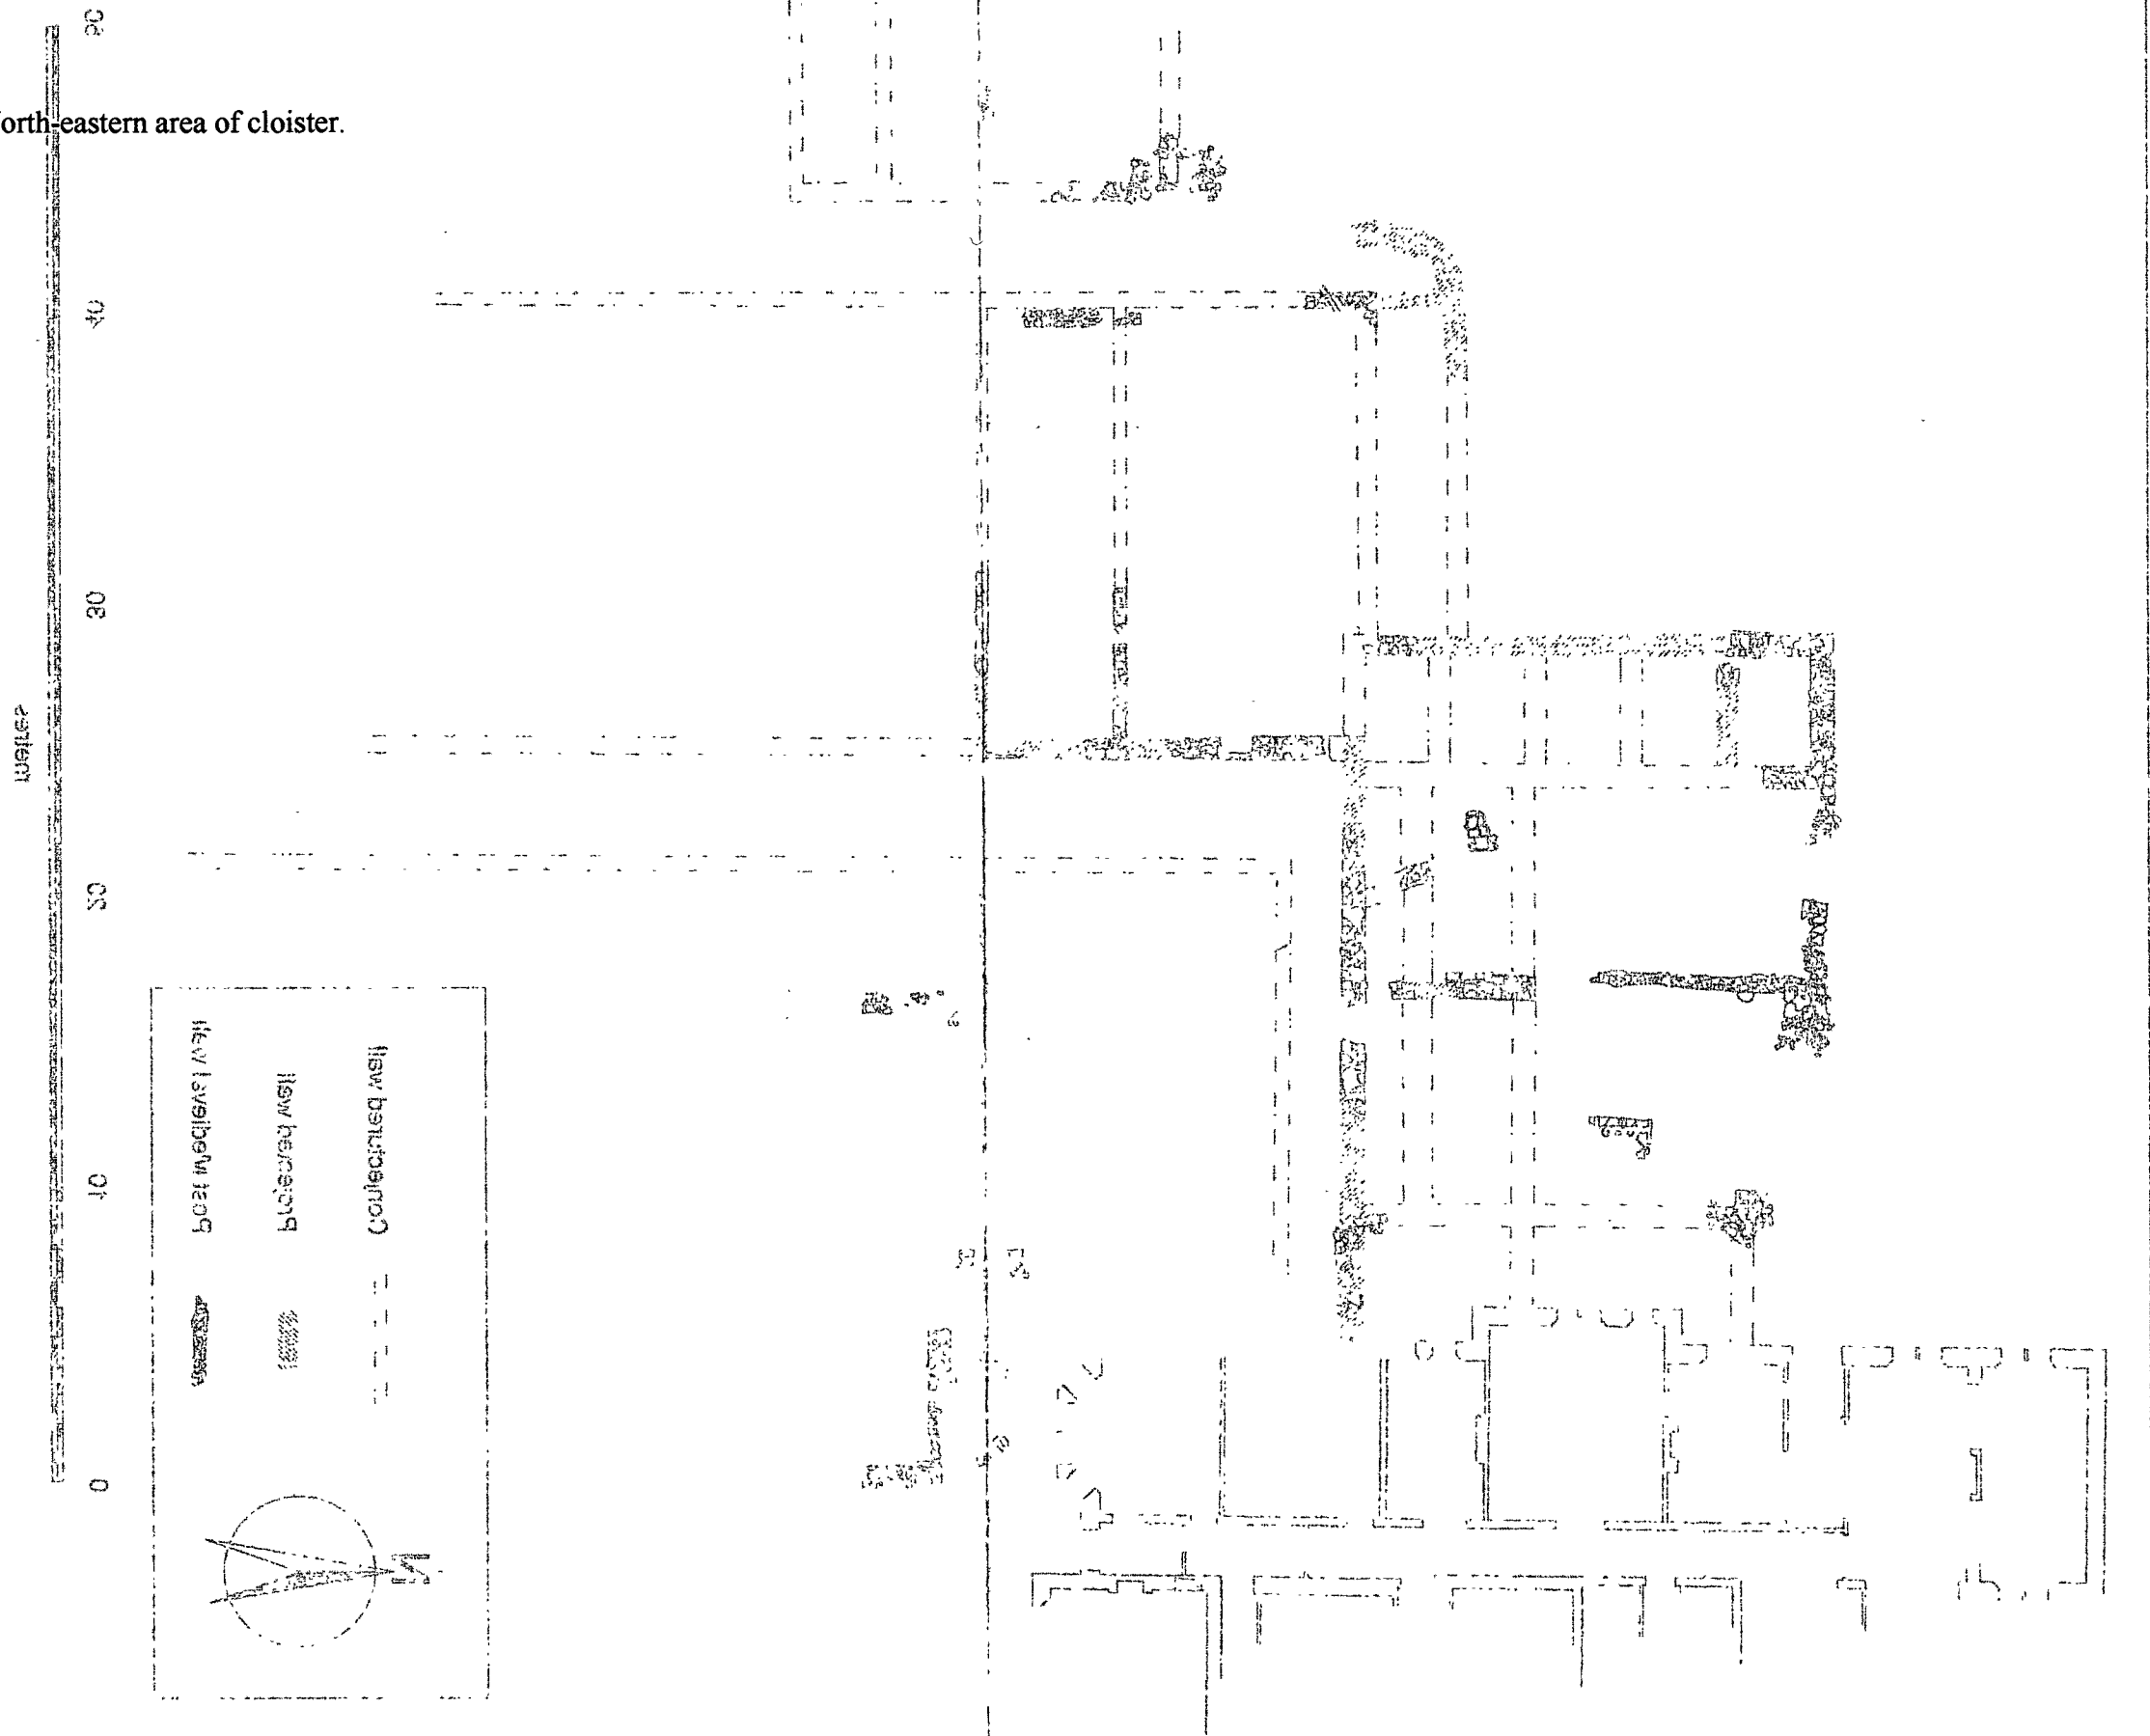 orth-eastern area of cloister.
50
40
30
20
10
0
metres
Conjectured wall
Projected wall
Post Medieval wall
N